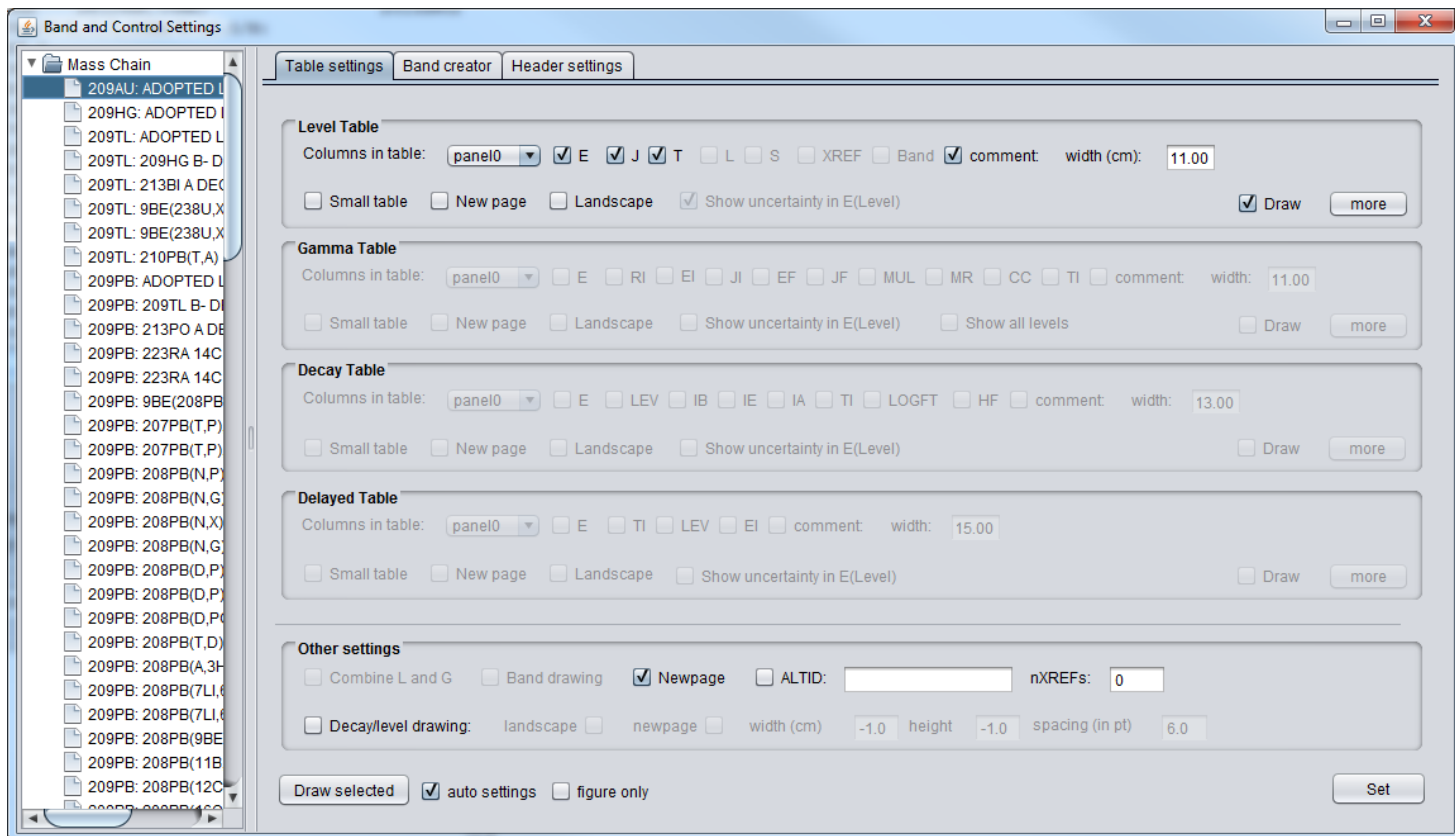 Band and Control Settings
Mass Chain
209AU: ADOPTED L
209HG: ADOPTED
209TL: ADOPTED L
209TL: 209HG B- D
209TL: 213BI A DEC
209TL: 9BE(238U,X
209TL: 9BE(238U,X
209TL: 210PB(T,A)
209PB: ADOPTED L
209PB: 209TL B- DI
209PB: 213PO A DE
209PB: 223RA 14C
209PB: 223RA 14C
209PB: 9BE(208PB
209PB: 207PB(T,P)
209PB: 207PB(T,P)
209PB: 208PB(N,P)
209PB: 208PB(N,G)
209PB: 208PB(N,X)
209PB: 208PB(N,G)
209PB: 208PB(D,P)
209PB: 208PB(D,P)
209PB: 208PB(D,P
209PB: 208PB(T,D)
209PB: 208PB(A,3H
209PB: 208PB(7LI,6
209PB: 208PB(7LI,6
209PB: 208PB(9BE
209PB: 208PB(11B
209PB: 208PB(12C
Table settings Band creator Header settings
Level Table
Columns in table: panel0 E J T L S XREF Band comment: width (cm): 11.00
Small table New page Landscape Show uncertainty in E(Level) Draw more
Gamma Table
Columns in table: panel0 E RI EI JI EF JF MUL MR CC TI comment: width: 11.00
Small table New page Landscape Show uncertainty in E(Level) Show all levels Draw more
Decay Table
Columns in table: panel0 E LEV IB IE IA TI LOGFT HF comment: width: 13.00
Small table New page Landscape Show uncertainty in E(Level) Draw more
Delayed Table
Columns in table: panel0 E TI LEV EI comment: width: 15.00
Small table New page Landscape Show uncertainty in E(Level) Draw more
Other settings
Combine L and G Band drawing Newpage ALTID: nXREFs: 0
Decay/level drawing: landscape newpage width (cm) -1.0 height -1.0 spacing (in pt) 6.0
Draw selected auto settings figure only Set